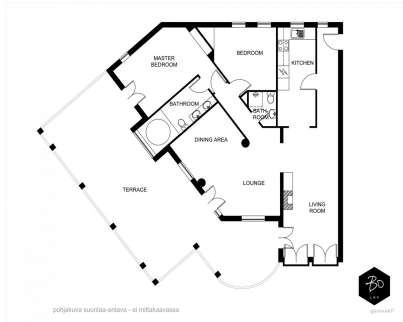 BEDROOM
MASTER
BEDROOM
KITCHEN
BATHROOM
BATH
ROOM
DINING AREA
TERRACE
LOUNGE
LIVING
ROOM
BO
LKV
pohjakuva suuntaa-antava - ei mittakaavassa